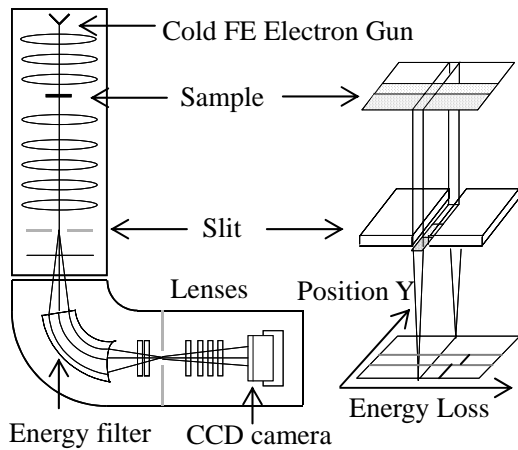 Cold FE Electron Gun
Sample
Slit
Lenses
Position Y
Energy Loss
Energy filter
CCD camera